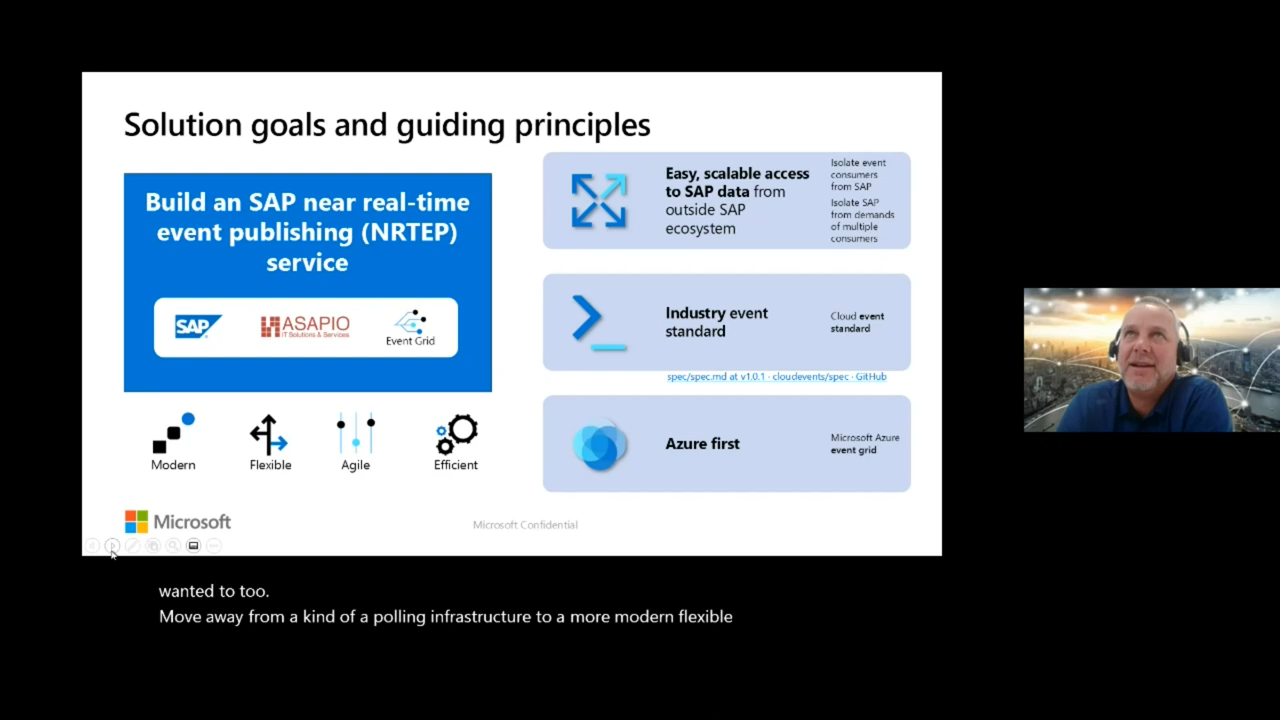 Solution goals and guiding principles
Build an SAP near real-time
event publishing (NRTEP)
service
SAP
ASAPIO
IT Solutions & Services
Event Grid
Modern
Flexible
Agile
Efficient
Easy, scalable access
to SAP data from
outside SAP
ecosystem
Isolate event
consumers
from SAP
Isolate SAP
from demands
of multiple
consumers
Industry event
standard
Cloud event
standard
spec/spec.md at v1.0.1 · cloudevents/spec · GitHub
Azure first
Microsoft Azure
event grid
Microsoft
Microsoft Confidential
wanted to too.
Move away from a kind of a polling infrastructure to a more modern flexible